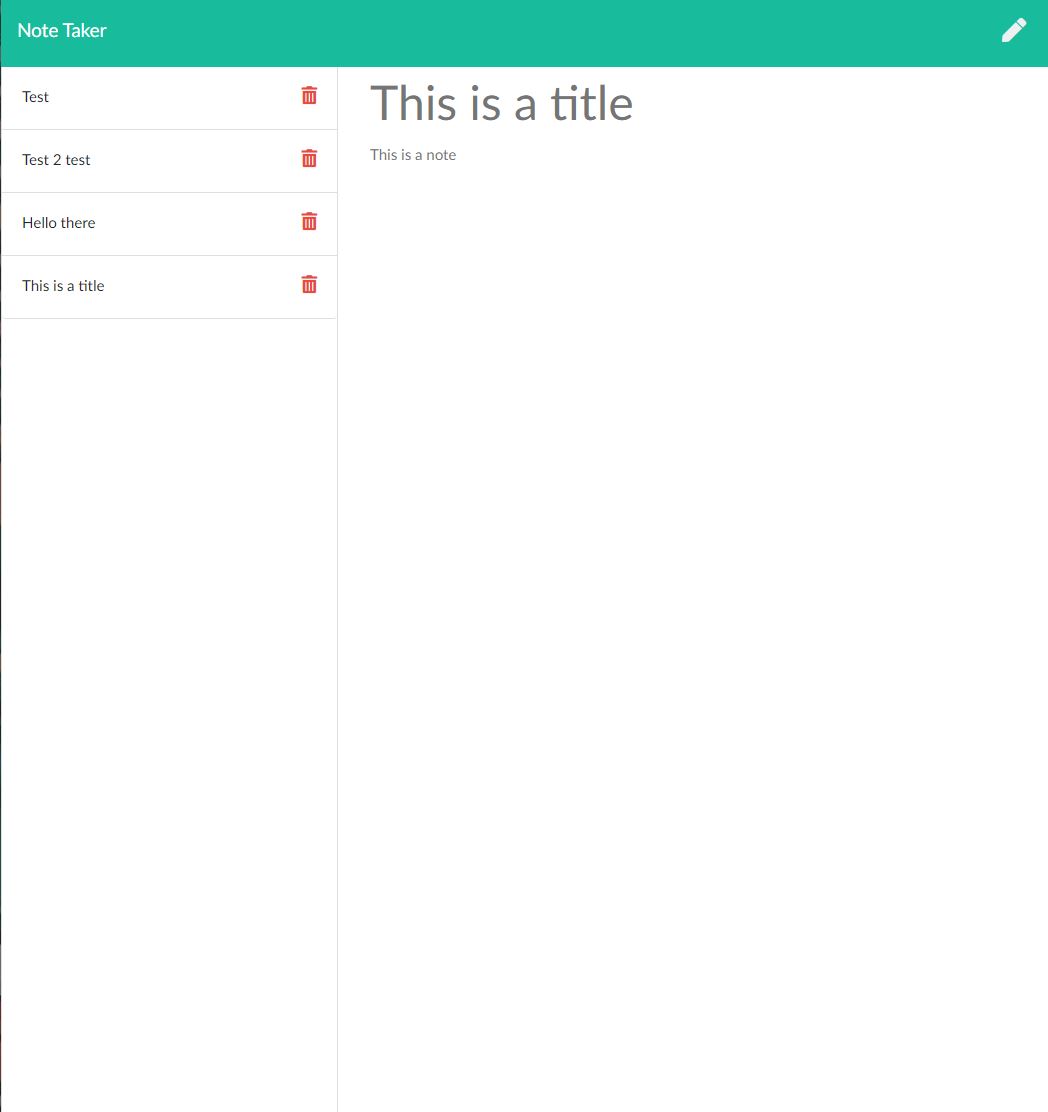 Note Taker
Test
Test 2 test
Hello there
This is a title
This is a title
This is a note